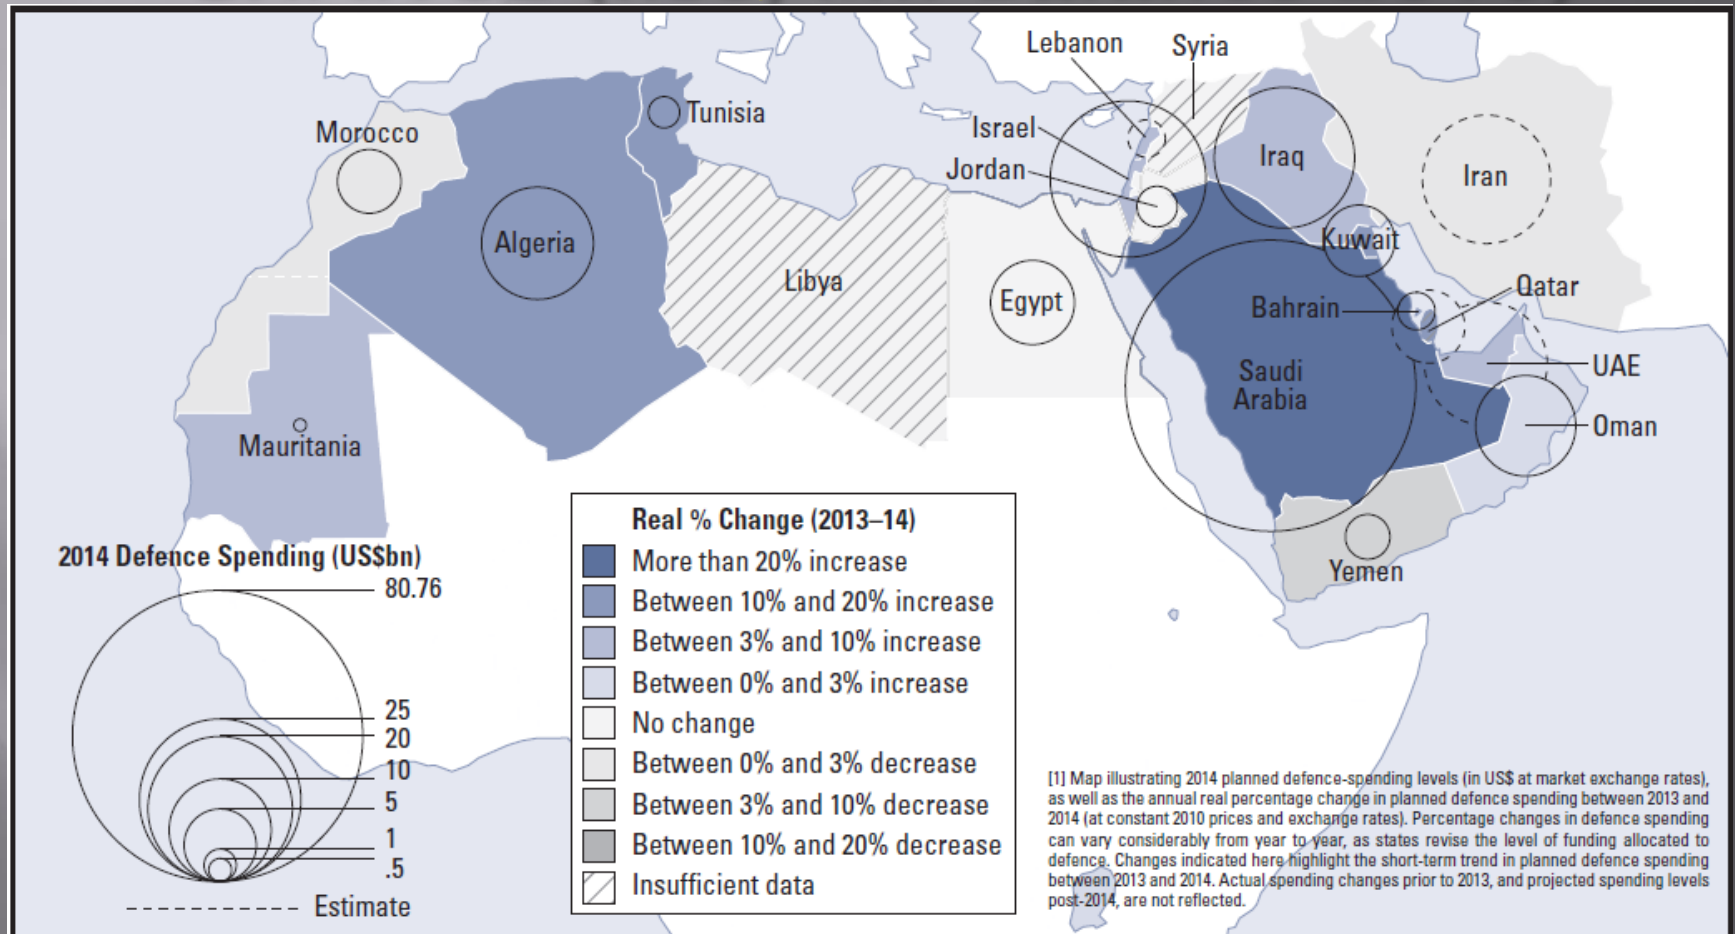 Lebanon
Syria
Morocco
Tunisia
Israel
Jordan
Iraq
Iran
Algeria
Kuwait
Libya
Egypt
Qatar
Bahrain
UAE
Saudi
Arabia
Oman
Mauritania
Yemen
2014 Defence Spending (US$bn)
80.76
25
20
10
5
1
.5
Estimate
Real % Change (2013–14)
More than 20% increase
Between 10% and 20% increase
Between 3% and 10% increase
Between 0% and 3% increase
No change
Between 0% and 3% decrease
Between 3% and 10% decrease
Between 10% and 20% decrease
Insufficient data
[1] Map illustrating 2014 planned defence-spending levels (in US$ at market exchange rates),
as well as the annual real percentage change in planned defence spending between 2013 and
2014 (at constant 2010 prices and exchange rates). Percentage changes in defence spending
can vary considerably from year to year, as states revise the level of funding allocated to
defence. Changes indicated here highlight the short-term trend in planned defence spending
between 2013 and 2014. Actual spending changes prior to 2013, and projected spending levels
post-2014, are not reflected.